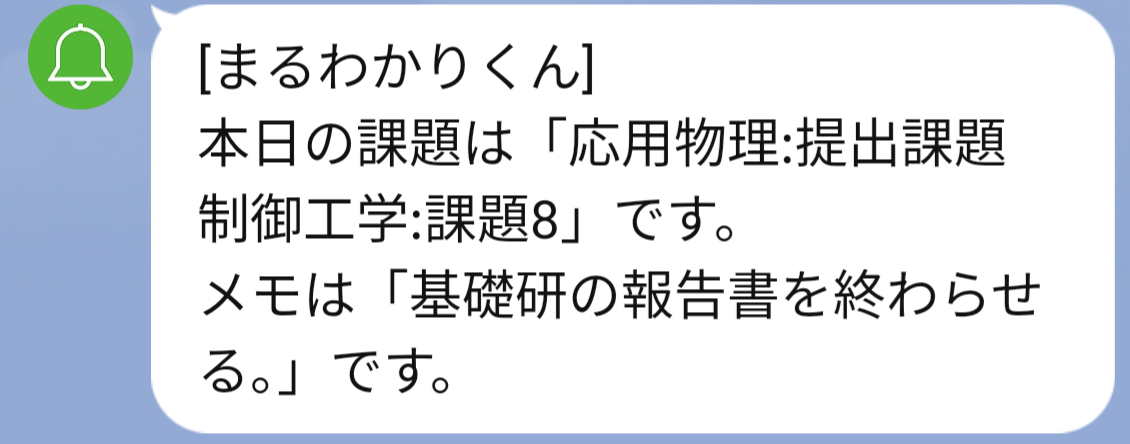 [まるわかりくん]
本日の課題は「応用物理:提出課題
制御工学:課題8」です。
メモは「基礎研の報告書を終わらせ
る。」です。